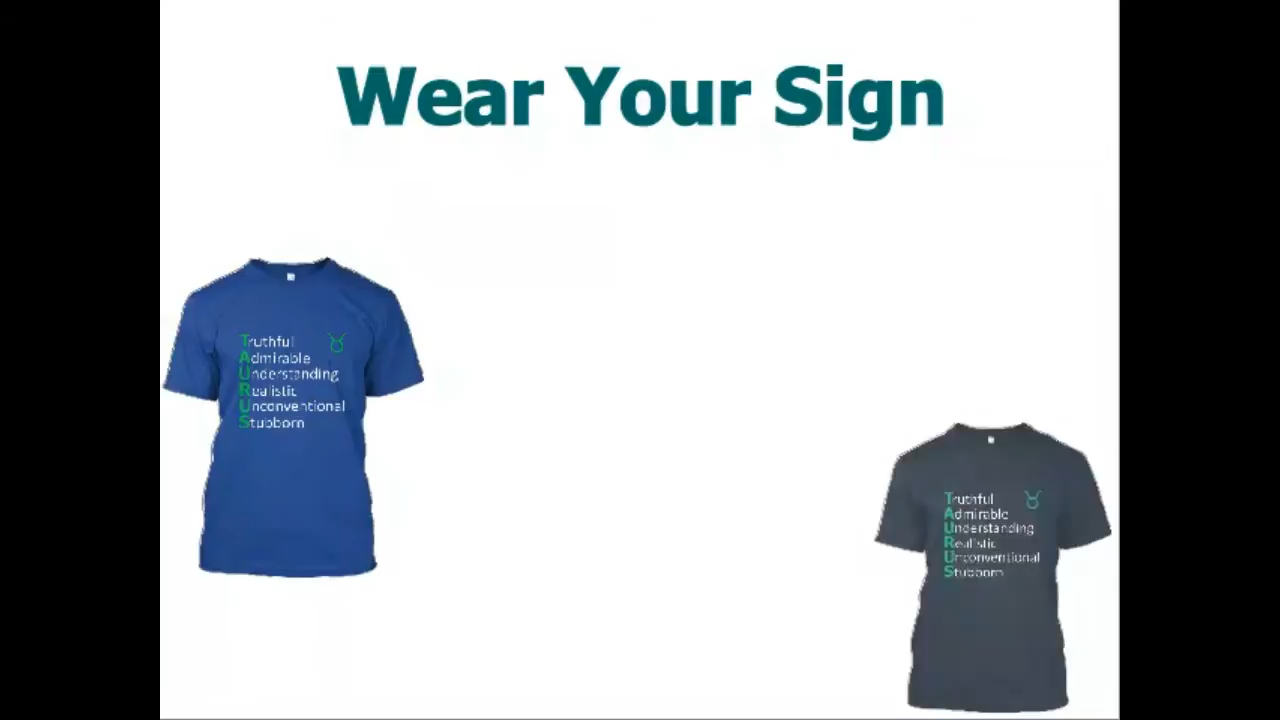 Wear Your Sign
Truthful
Admirable
Understanding
Realistic
Unconventional
Stubborn
Truthful
Admirable
Understanding
Realistic
Unconventional
Stubborn